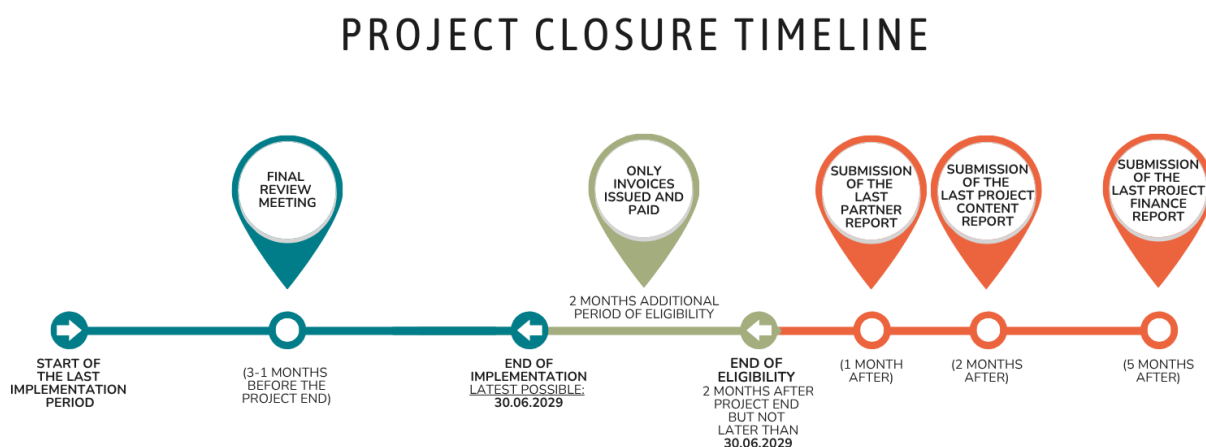 PROJECT CLOSURE TIMELINE
FINAL
REVIEW
MEETING
ONLY
INVOICES
ISSUED AND
PAID
SUBMISSION
OF THE
LAST
PARTNER
REPORT
SUBMISSION
OF THE
LAST PROJECT
CONTENT
REPORT
SUBMISSION
OF THE
LAST PROJECT
FINANCE
REPORT
2 MONTHS ADDITIONAL
PERIOD OF ELIGIBILITY
START OF
THE LAST
IMPLEMENTATION
PERIOD
(3-1 MONTHS
BEFORE THE
PROJECT END)
END OF
IMPLEMENTATION
LATEST POSSIBLE:
30.06.2029
END OF
ELIGIBILITY
2 MONTHS AFTER
PROJECT END
BUT NOT
LATER THAN
30.06.2029
(1 MONTH
AFTER)
(2 MONTHS
AFTER)
(5 MONTHS
AFTER)